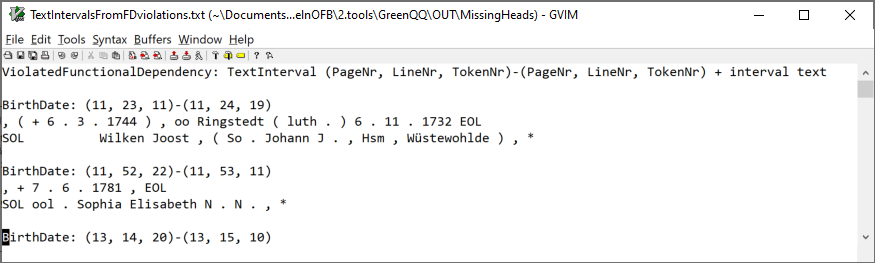 TextIntervalsFromFDviolations.txt (~\Documents...eInOFB\2.tools\GreenQQ\OUT\MissingHeads) - GVIM
File Edit Tools Syntax Buffers Window Help
ViolatedFunctionalDependency: TextInterval (PageNr, LineNr, TokenNr)-(PageNr, LineNr, TokenNr) + interval text
BirthDate: (11, 23, 11)-(11, 24, 19)
, ( + 6 . 3 . 1744 ) , oo Ringstedt ( luth . ) 6 . 11 . 1732 EOL
SOL Wilken Joost , ( So . Johann J . , Hsm , Wüstewohlde ) , *
BirthDate: (11, 52, 22)-(11, 53, 11)
, + 7 . 6 . 1781 , EOL
SOL ool . Sophia Elisabeth N . N . , *
BirthDate: (13, 14, 20)-(13, 15, 10)